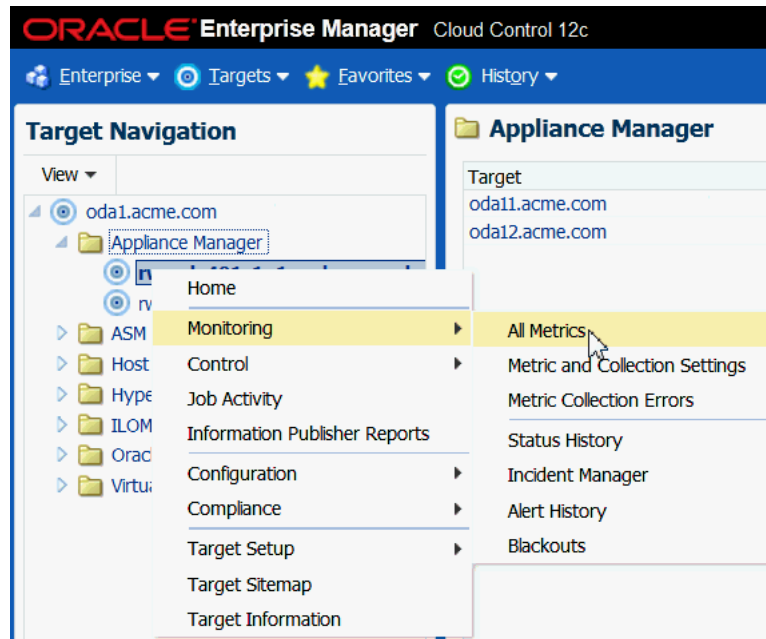 ORACLE Enterprise Manager Cloud Control 12c
Enterprise Targets Favorites History
Target Navigation
View
oda1.acme.com
Appliance Manager
ASM
Host
ILOM
Appliance Manager
Target
oda11.acme.com
oda12.acme.com
Home
Monitoring
Control
Job Activity
Information Publisher Reports
Configuration
Compliance
Target Setup
Target Sitemap
Target Information
All Metrics
Metric and Collection Settings
Metric Collection Errors
Status History
Incident Manager
Alert History
Blackouts